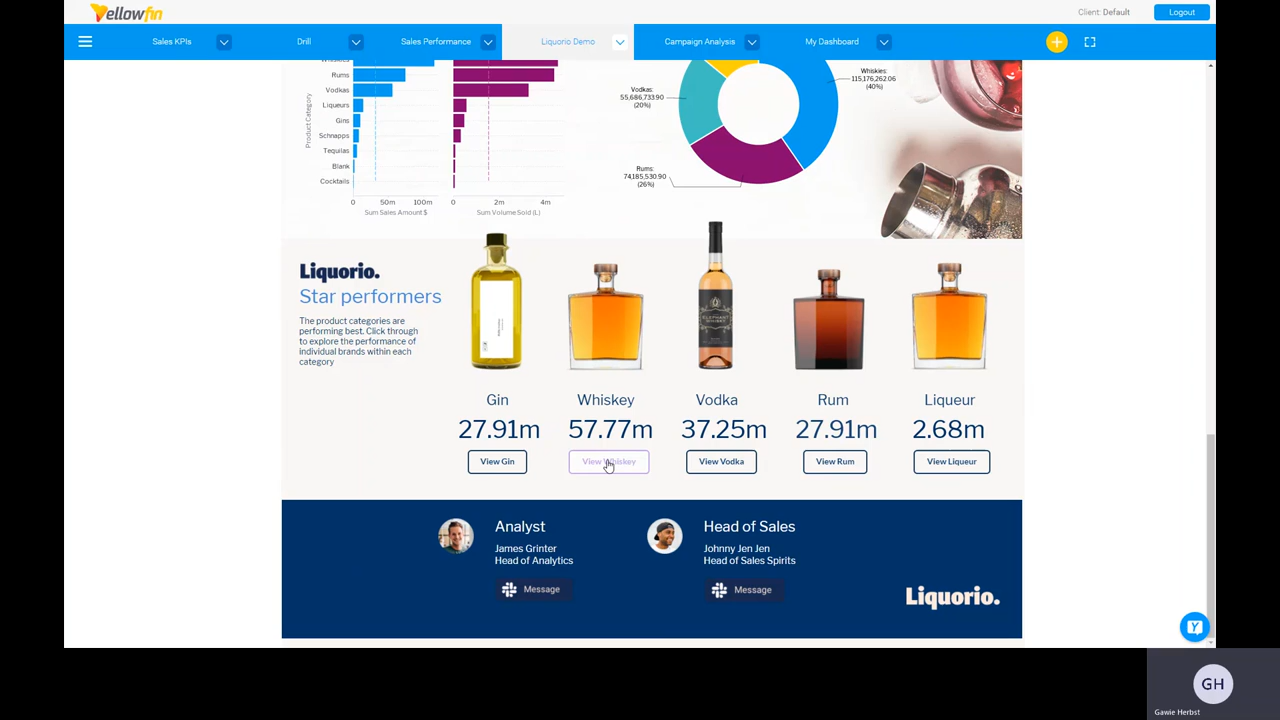 Yellowfin
Client: Default
Logout
Sales KPIs
Drill
Sales Performance
Liquorio Demo
Campaign Analysis
My Dashboard
Product Category
Whiskies
Rums
Vodkas
Liqueurs
Gins
Schnapps
Tequilas
Blank
Cocktails
0 50m 100m
Sum Sales Amount $
0 2m 4m
Sum Volume Sold (L)
Whiskies:
115,176,262.06
(40%)
Vodkas:
55,686,733.90
(20%)
Rums:
74,185,530.90
(26%)
Liquorio.
Star performers
The product categories are
performing best. Click through
to explore the performance of
individual brands within each
category
Gin
27.91m
View Gin
Whiskey
57.77m
View Whiskey
Vodka
37.25m
View Vodka
Rum
27.91m
View Rum
Liqueur
2.68m
View Liqueur
Analyst
James Grinter
Head of Analytics
Message
Head of Sales
Johnny Jen Jen
Head of Sales Spirits
Message
Liquorio.
GH
Gawie Herbst